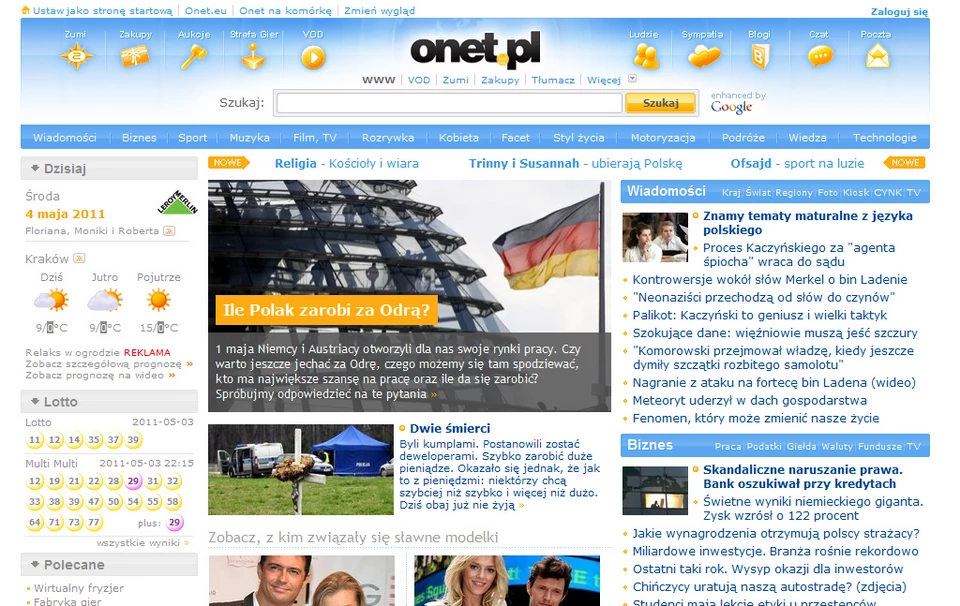 Ustaw jako stronę startową | Onet.eu | Onet na komórkę | Zmień wygląd
Zaloguj się
Zumi Zakupy Aukcje Strefa Gier VOD
onet.pl
Ludzie Sympatia Blogi Czat Poczta
WWW | VOD | Zumi | Zakupy | Tłumacz | Więcej
Szukaj: Szukaj
enhanced by
Google
Wiadomości Biznes Sport Muzyka Film, TV Rozrywka Kobieta Facet Styl życia Motoryzacja Podróże Wiedza Technologie
Dzisiaj
Środa
4 maja 2011
LEROY MERLIN
Floriana, Moniki i Roberta
Kraków
Dziś Jutro Pojutrze
9/0°C 9/0°C 15/0°C
Relaks w ogrodzie REKLAMA
Zobacz szczegółową prognozę »
Zobacz prognozę na wideo »
Lotto
Lotto 2011-05-03
11 12 14 35 37 39
Multi Multi 2011-05-03 22:15
12 19 21 22 28 29 31 32
33 38 39 49 50 54 55 58
64 71 73 77 plus: 29
wszystkie wyniki »
Polecane
Wirtualny fryzjer
Fabryka gier
NOWE Religia - Kościoły i wiara Trinny i Susannah - ubierają Polskę Ofsajd - sport na luzie NOWE
Ile Polak zarobi za Odrą?
1 maja Niemcy i Austriacy otworzyli dla nas swoje rynki pracy. Czy
warto jeszcze jechać za Odrę, czego możemy się tam spodziewać,
kto ma największe szansę na pracę oraz ile da się zarobić?
Spróbujmy odpowiedzieć na te pytania »
POLICJA
Dwie śmierci
Byli kumplami. Postanowili zostać
deweloperami. Szybko zarobić duże
pieniądze. Okazało się jednak, że jak
to z pieniędzmi: niektórzy chcą
szybciej niż szybko i więcej niż dużo.
Dziś obaj już nie żyją »
Zobacz, z kim związały się sławne modelki
Wiadomości Kraj Świat Regiony Foto Kiosk CYNK TV
Znamy tematy maturalne z języka
polskiego
Proces Kaczyńskiego za "agenta
śpiocha" wraca do sądu
Kontrowersje wokół słów Merkel o bin Ladenie
"Neonaziści przechodzą od słów do czynów"
Palikot: Kaczyński to geniusz i wielki taktyk
Szokujące dane: więźniowie muszą jeść szczury
"Komorowski przejmował władzę, kiedy jeszcze
dymiły szczątki rozbitego samolotu"
Nagranie z ataku na fortecę bin Ladena (wideo)
Meteoryt uderzył w dach gospodarstwa
Fenomen, który może zmienić nasze życie
Biznes Praca Podatki Giełda Waluty Fundusze TV
Skandaliczne naruszanie prawa.
Bank oszukiwał przy kredytach
Świetne wyniki niemieckiego giganta.
Zysk wzrósł o 122 procent
Jakie wynagrodzenia otrzymują polscy strażacy?
Miliardowe inwestycje. Branża rośnie rekordowo
Ostatni taki rok. Wysyp okazji dla inwestorów
Chińczycy uratują naszą autostradę? (zdjęcia)
Studenci mają lekcje etyki u przestępców